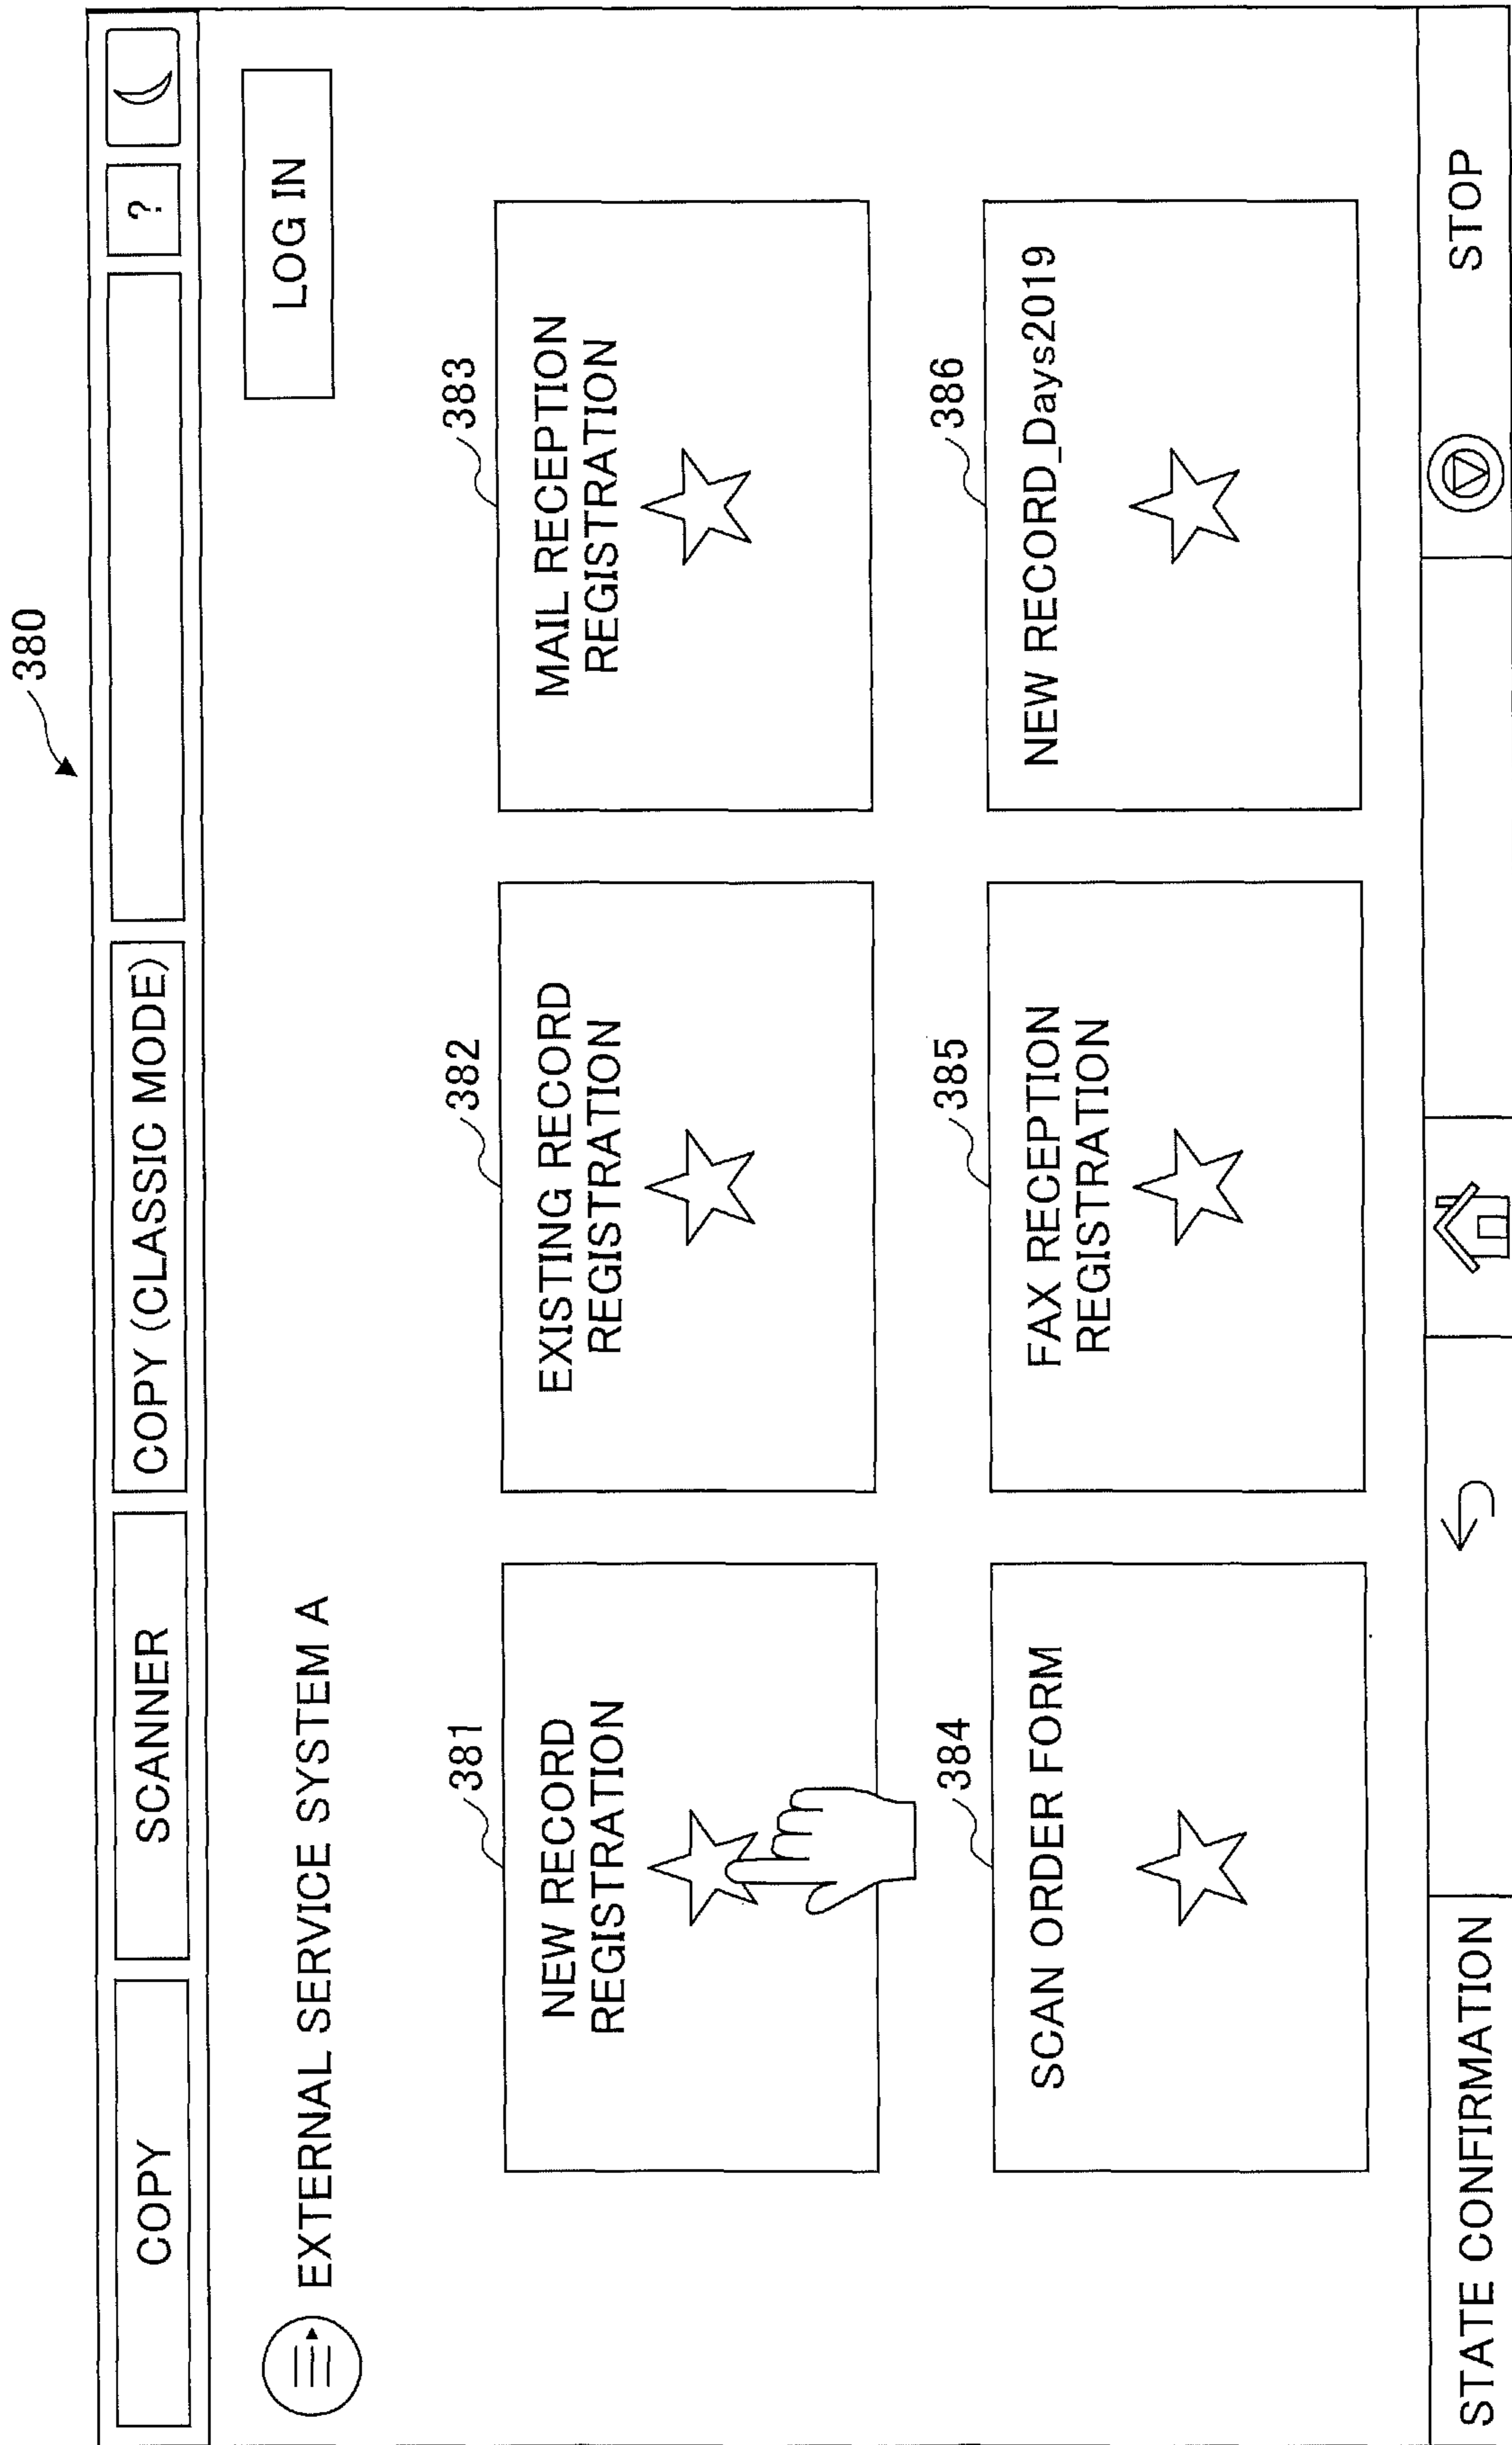 380
COPY
SCANNER
COPY (CLASSIC MODE)
?
EXTERNAL SERVICE SYSTEM A
LOG IN
381
NEW RECORD
REGISTRATION
382
EXISTING RECORD
REGISTRATION
383
MAIL RECEPTION
REGISTRATION
384
SCAN ORDER FORM
385
FAX RECEPTION
REGISTRATION
386
NEW RECORD_Days2019
STATE CONFIRMATION
STOP